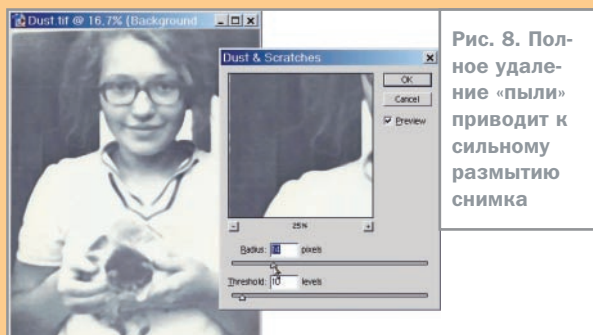 Dust.tif @ 16,7% (Background
Dust & Scratches
OK
Cancel
Preview
25%
Radius: pixels
Threshold: 10 levels
Рис. 8. Пол-
ное удале-
ние «пыли»
приводит к
сильному
размытию
снимка